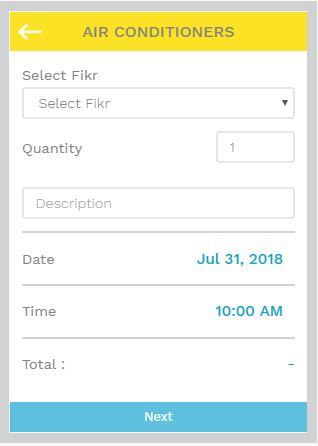 AIR CONDITIONERS
Select Fikr
Select Fikr
Quantity 1
Description
Date Jul 31, 2018
Time 10:00 AM
Total : -
Next